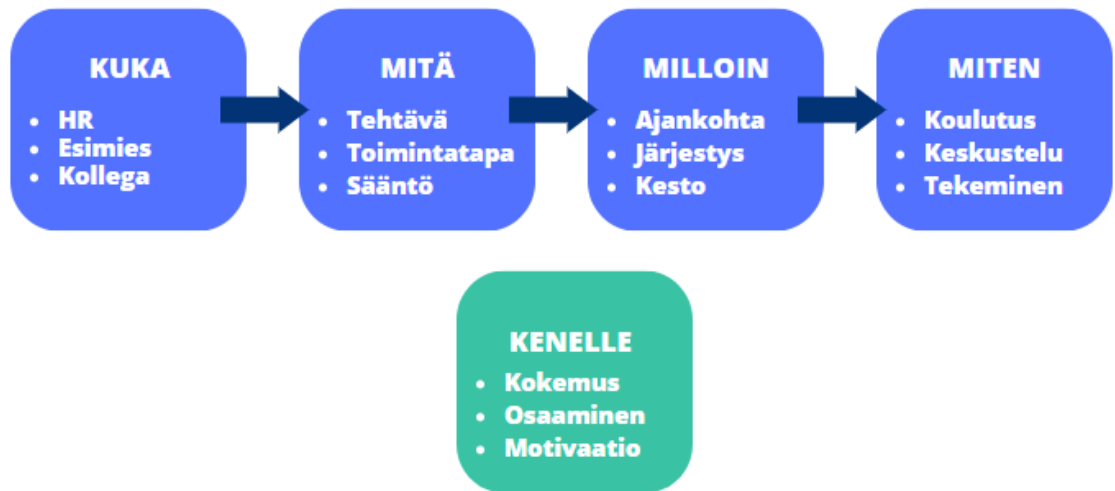 KUKA
• HR
• Esimies
• Kollega
MITÄ
• Tehtävä
• Toimintatapa
• Sääntö
MILLOIN
• Ajankohta
• Järjestys
• Kesto
MITEN
• Koulutus
• Keskustelu
• Tekeminen
KENELLE
• Kokemus
• Osaaminen
• Motivaatio